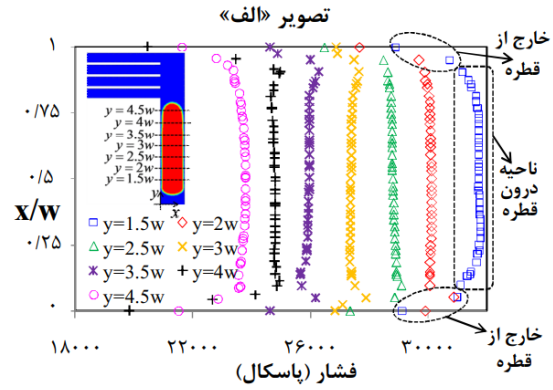 تصویر «الف»
۱
۰/۷۵
۰/۵
x/w
۰/۲۵
۰
y = 4.5w
y = 4w
y = 3.5w
y = 3w
y = 2.5w
y = 2w
y = 1.5w
y
x
y=1.5w y=2w
y=2.5w y=3w
y=3.5w y=4w
y=4.5w
خارج از
قطره
ناحیه
درون
قطره
خارج از
قطره
۱۸۰۰۰ ۲۲۰۰۰ ۲۶۰۰۰ ۳۰۰۰۰
فشار (پاسکال)